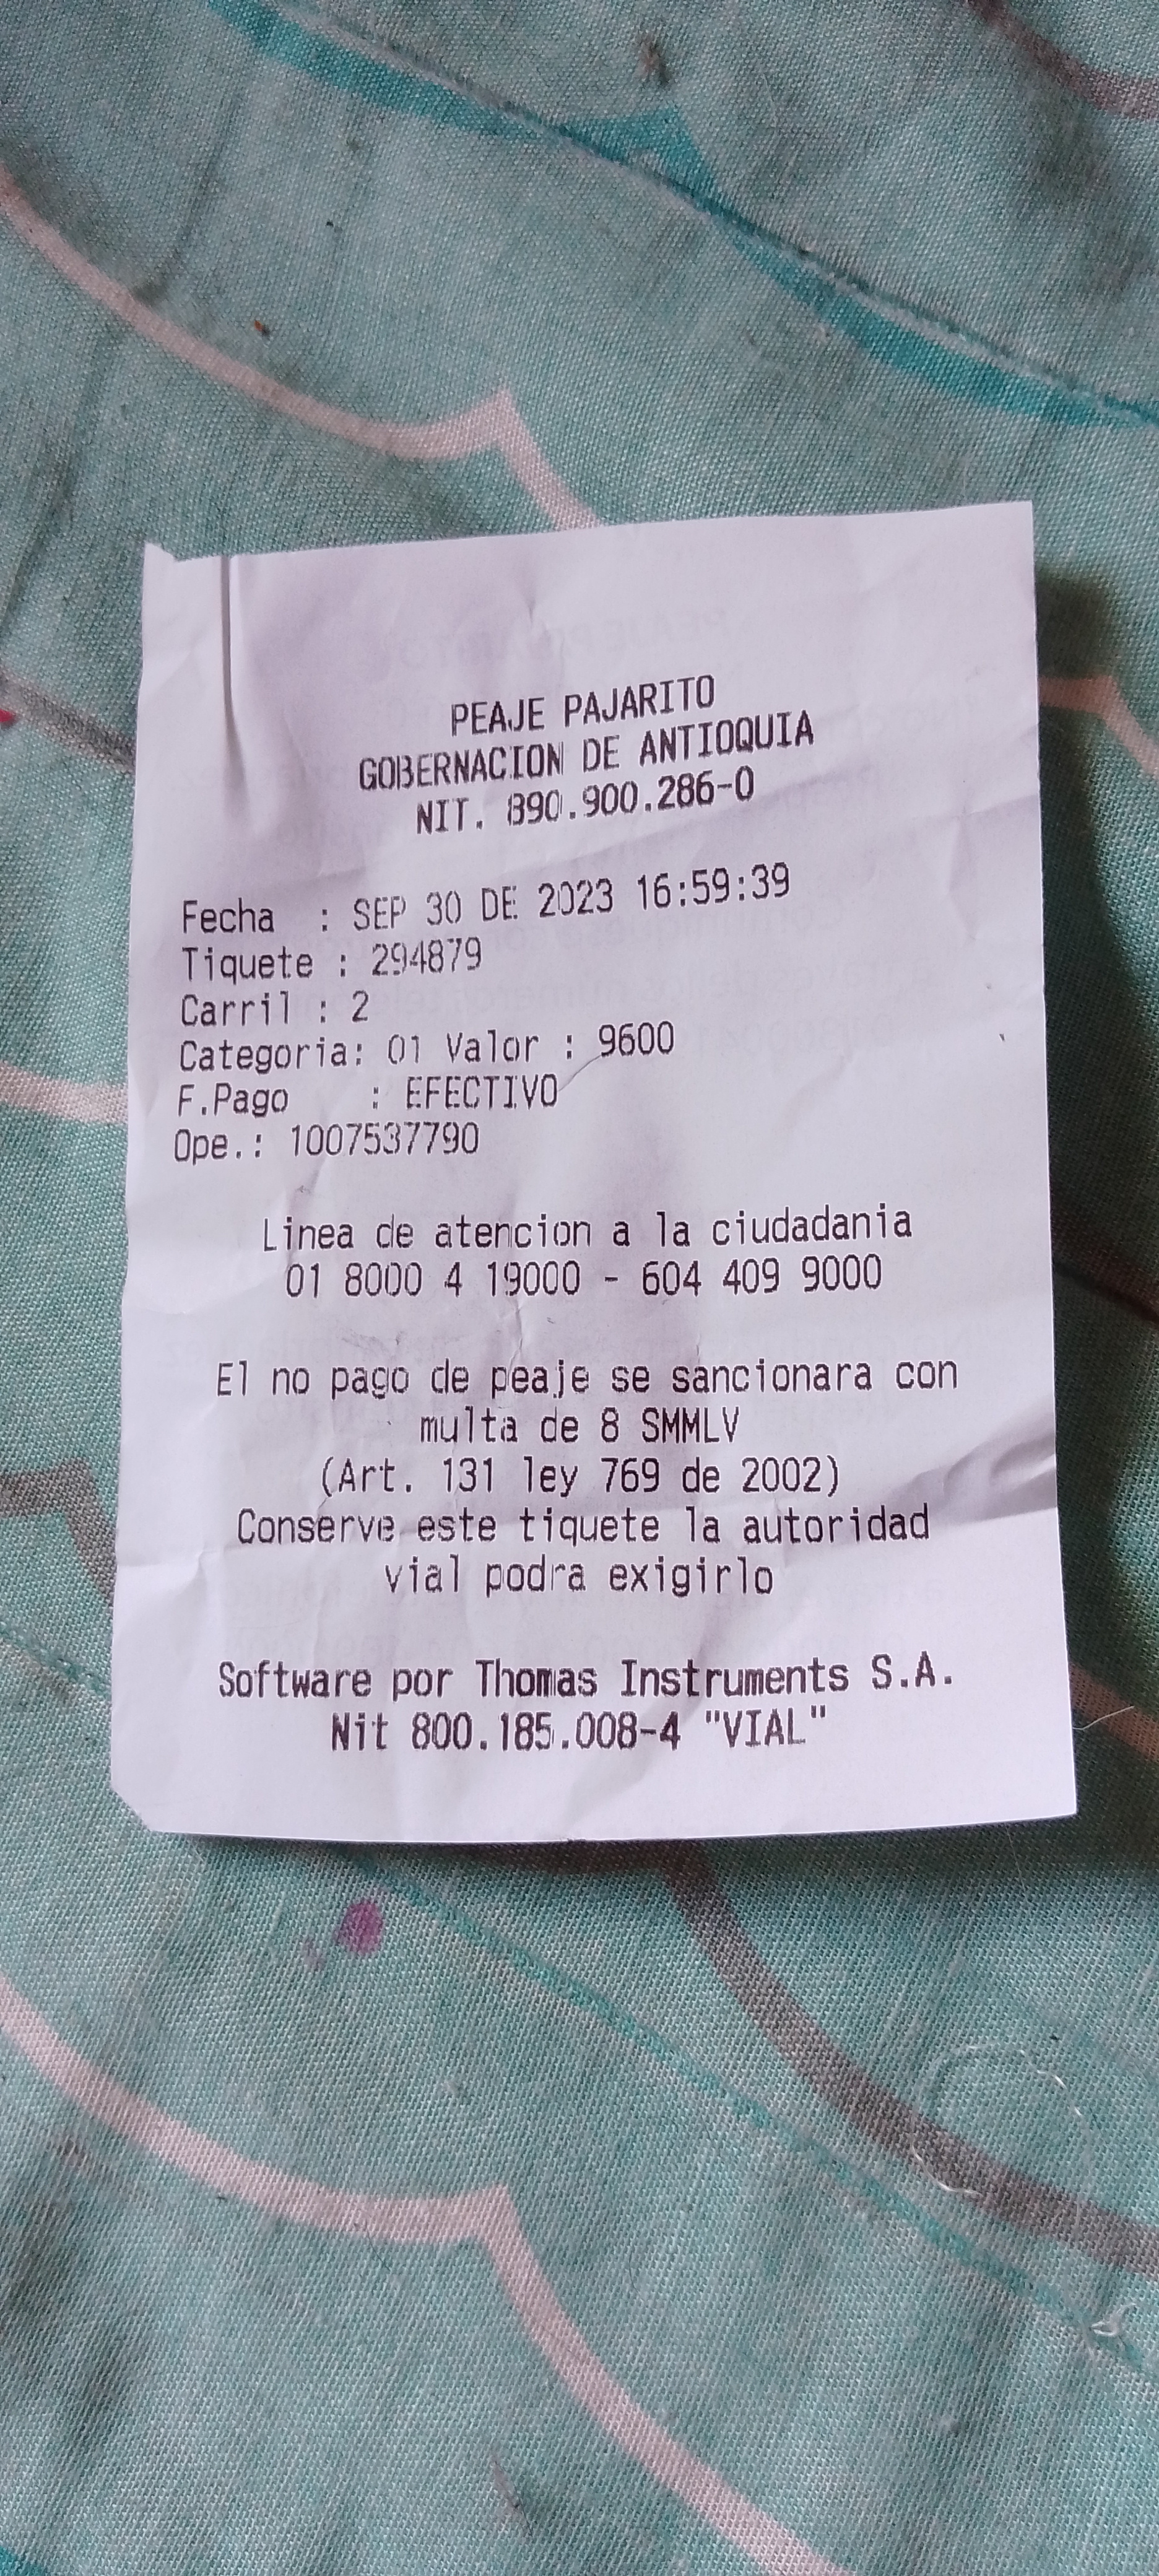 PEAJE PAJARITO
GOBERNACION DE ANTIOQUIA
NIT. 890.900.286-0
Fecha : SEP 30 DE 2023 16:59:39
Tiquete : 294879
Carril : 2
Categoria: 01 Valor : 9600
F.Pago : EFECTIVO
Ope.: 1007537790
Linea de atencion a la ciudadania
01 8000 4 19000 - 604 409 9000
El no pago de peaje se sancionara con
multa de 8 SMMLV
(Art. 131 ley 769 de 2002)
Conserve este tiquete la autoridad
vial podra exigirlo
Software por Thomas Instruments S.A.
Nit 800.185.008-4 "VIAL"